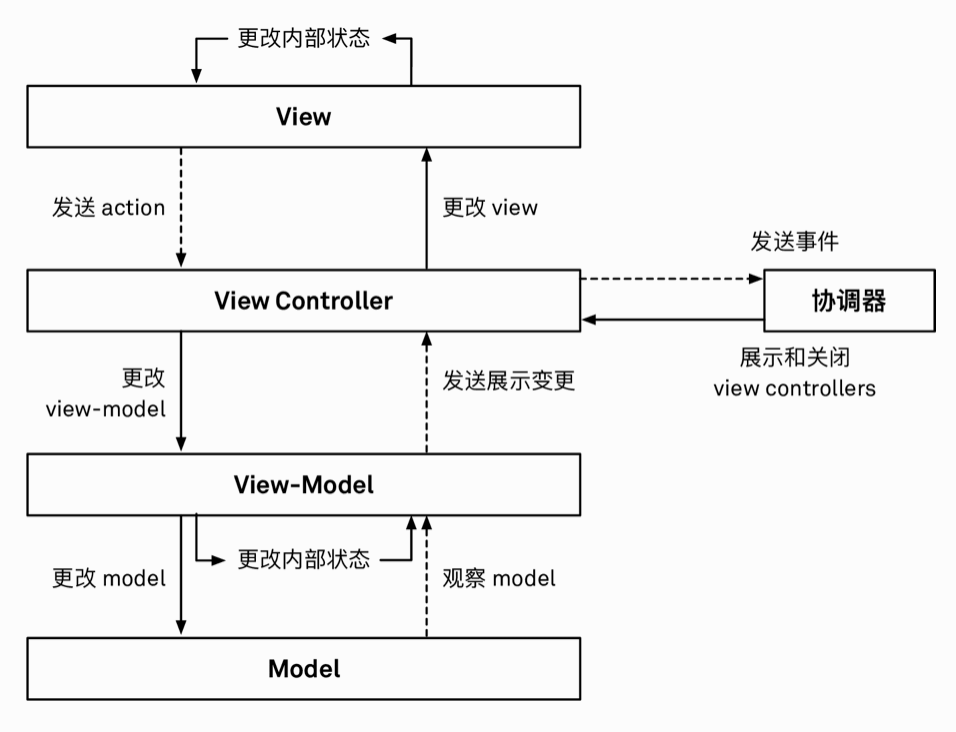 更改内部状态
View
发送 action
更改 view
发送事件
View Controller
协调器
展示和关闭
view controllers
更改
view-model
发送展示变更
View-Model
更改内部状态
更改 model
观察 model
Model